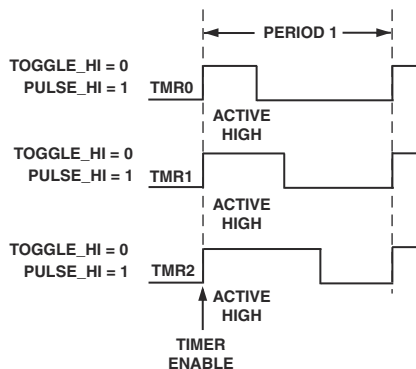 PERIOD 1
TOGGLE_HI = 0
PULSE_HI = 1
TMR0
ACTIVE
HIGH
TOGGLE_HI = 0
PULSE_HI = 1
TMR1
ACTIVE
HIGH
TOGGLE_HI = 0
PULSE_HI = 1
TMR2
ACTIVE
HIGH
TIMER
ENABLE